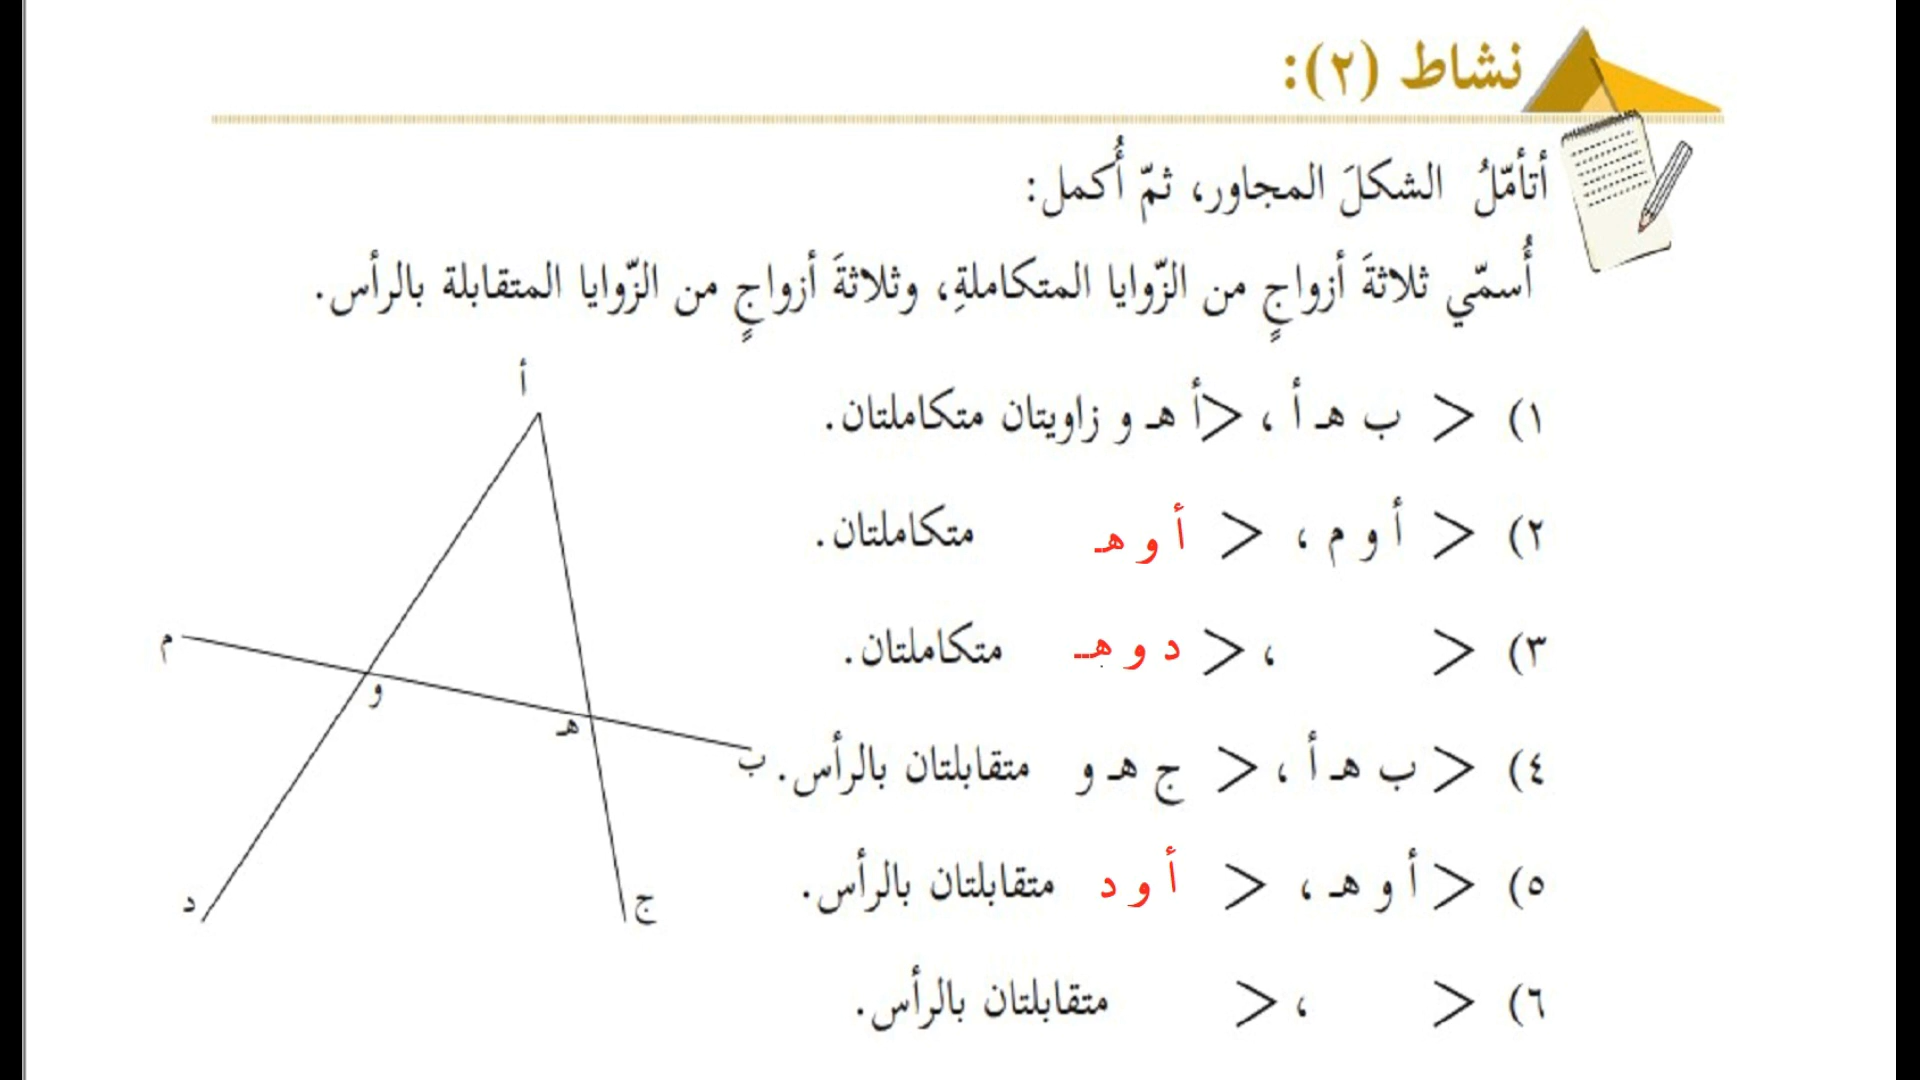 نشاط (٢):
أتأمّلُ الشكلَ المجاور، ثمّ أُكمل:
أُسمّي ثلاثةَ أزواجٍ من الزّوايا المتكاملةِ، وثلاثةَ أزواجٍ من الزّوايا المتقابلة بالرأس.
١) > ب هـ أ ، >أ هـ و زاويتان متكاملتان.
٢) > أ و م ، > أ و هـ متكاملتان.
٣) > ، > د و هـ متكاملتان.
٤) > ب هـ أ ، > ج هـ و متقابلتان بالرأس.
٥) > أ و هـ ، > أ و د متقابلتان بالرأس.
٦) > ، > متقابلتان بالرأس.
أ
م
و
هـ
ب
د
ج